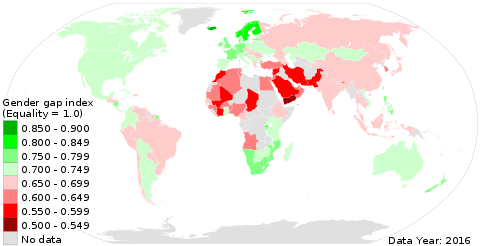 Gender gap index
(Equality = 1.0)
0.850 - 0.900
0.800 - 0.849
0.750 - 0.799
0.700 - 0.749
0.650 - 0.699
0.600 - 0.649
0.550 - 0.599
0.500 - 0.549
No data
Data Year: 2016